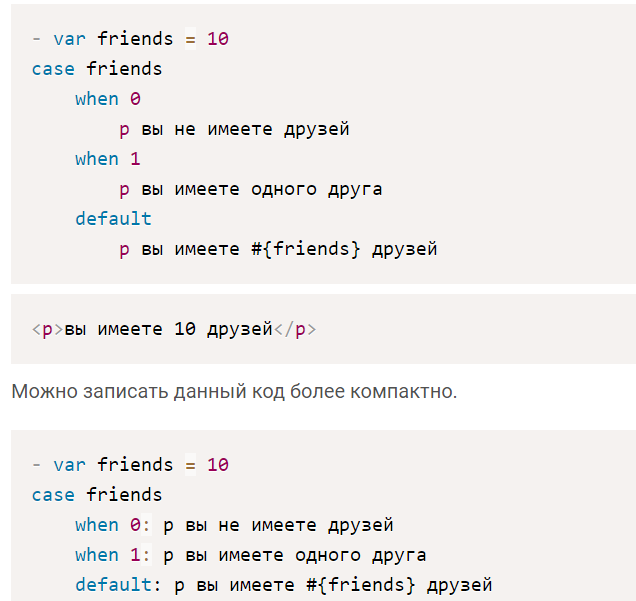 - var friends = 10
case friends
    when 0
        p вы не имеете друзей
    when 1
        p вы имеете одного друга
    default
        p вы имеете #{friends} друзей
<p>вы имеете 10 друзей</p>
Можно записать данный код более компактно.
- var friends = 10
case friends
    when 0: p вы не имеете друзей
    when 1: p вы имеете одного друга
    default: p вы имеете #{friends} друзей